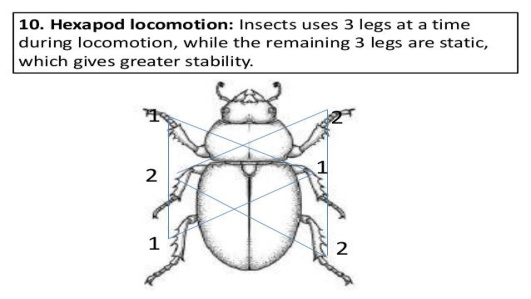 10. Hexapod locomotion: Insects uses 3 legs at a time
during locomotion, while the remaining 3 legs are static,
which gives greater stability.
1 2
2 1
1 2